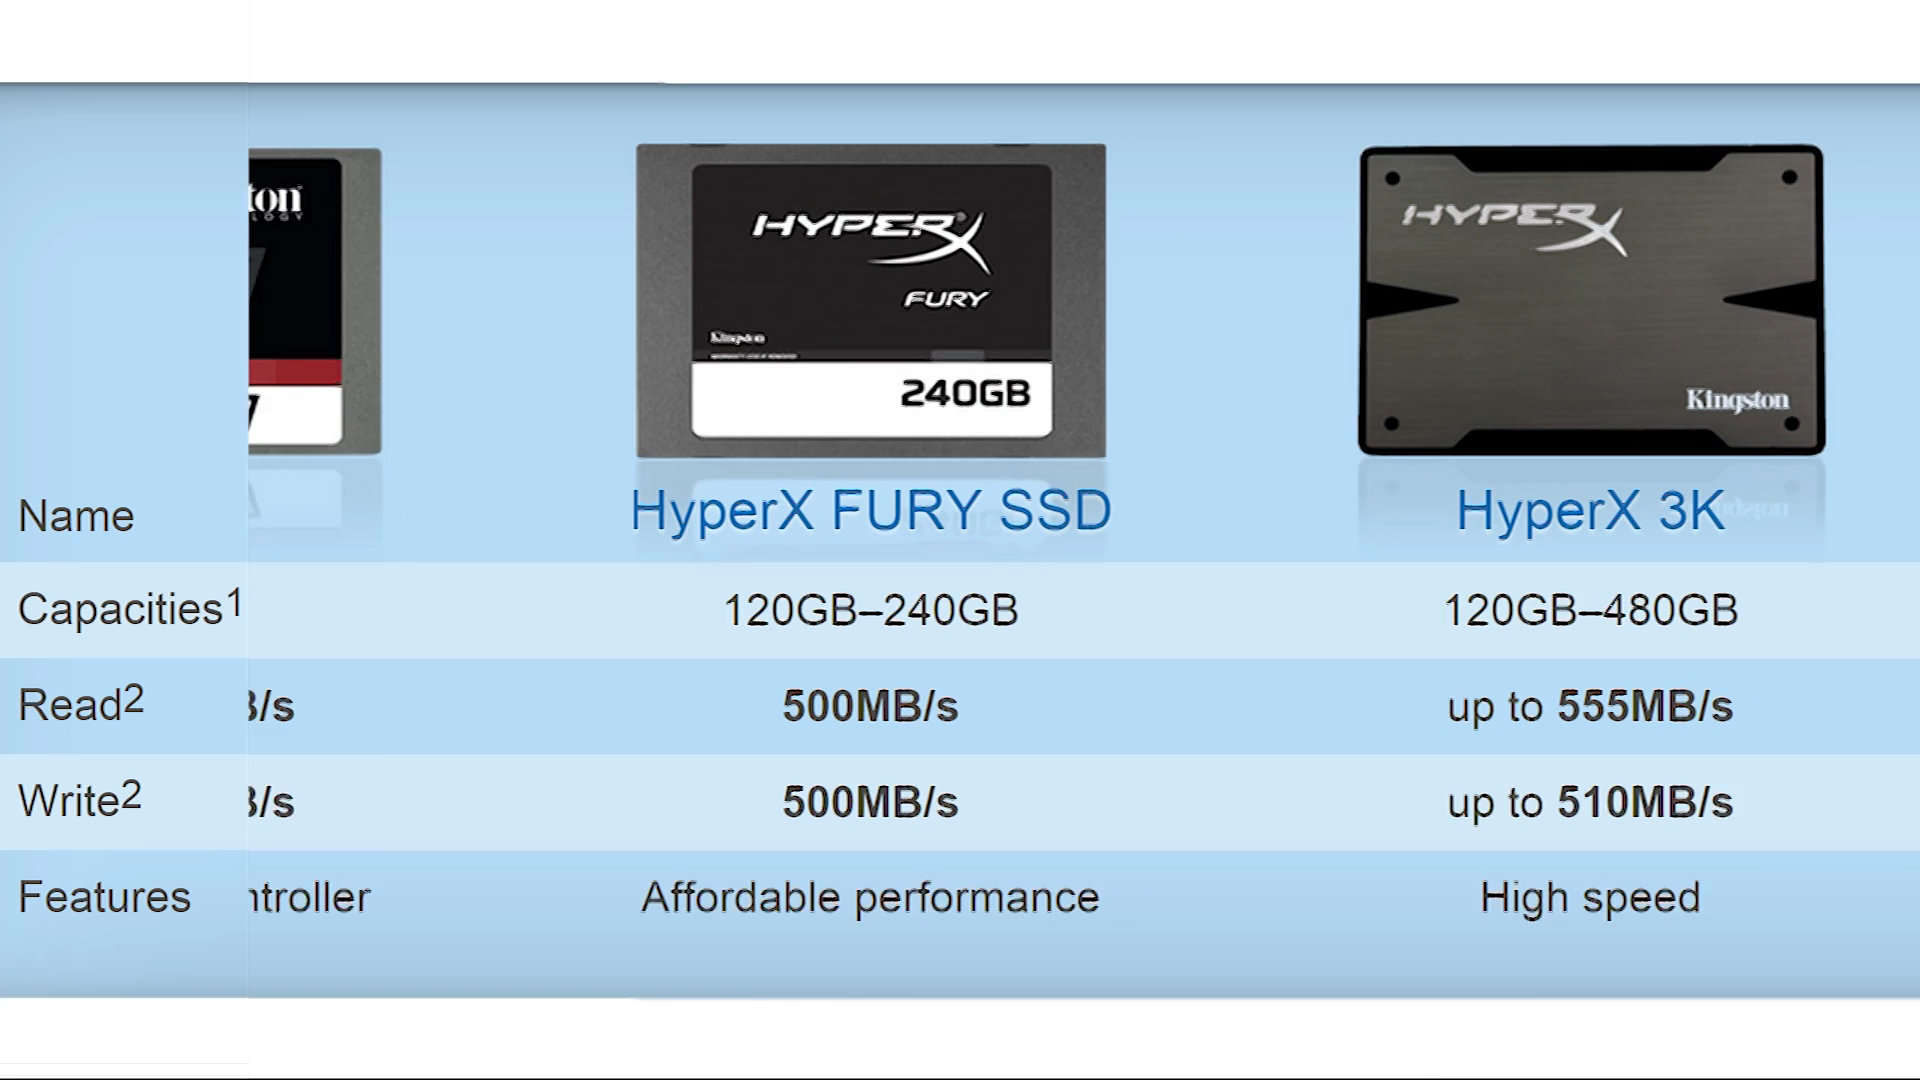 HYPERX
FURY
Kingston
240GB
HYPERX
Kingston
Name
HyperX FURY SSD
HyperX 3K
Capacities1
120GB–240GB
120GB–480GB
Read2
500MB/s
up to 555MB/s
Write2
500MB/s
up to 510MB/s
Features
Affordable performance
High speed